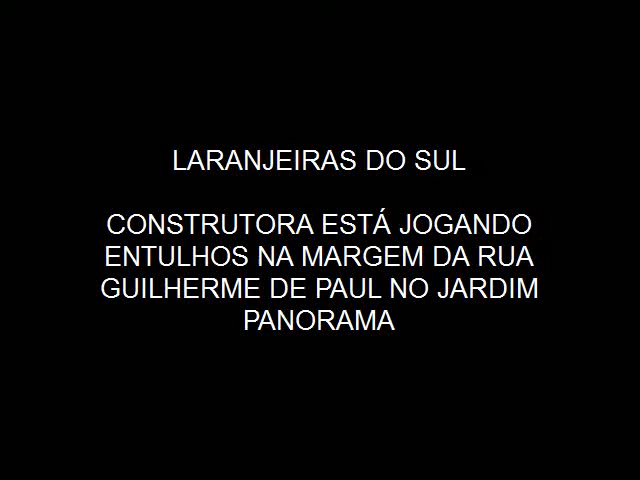 LARANJEIRAS DO SUL
CONSTRUTORA ESTÁ JOGANDO
ENTULHOS NA MARGEM DA RUA
GUILHERME DE PAUL NO JARDIM
PANORAMA